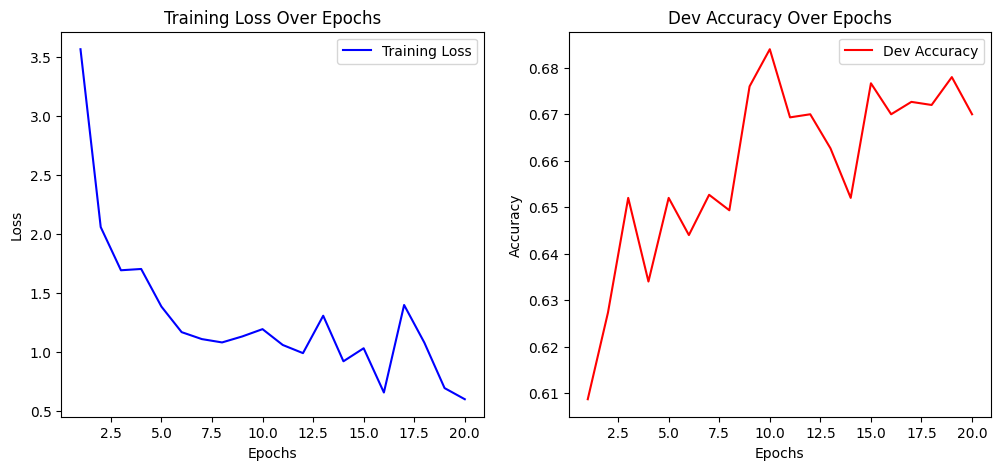 Training Loss Over Epochs
Training Loss
3.5
3.0
2.5
2.0
1.5
1.0
0.5
Loss
2.5 5.0 7.5 10.0 12.5 15.0 17.5 20.0
Epochs
Dev Accuracy Over Epochs
Dev Accuracy
0.68
0.67
0.66
0.65
0.64
0.63
0.62
0.61
Accuracy
2.5 5.0 7.5 10.0 12.5 15.0 17.5 20.0
Epochs